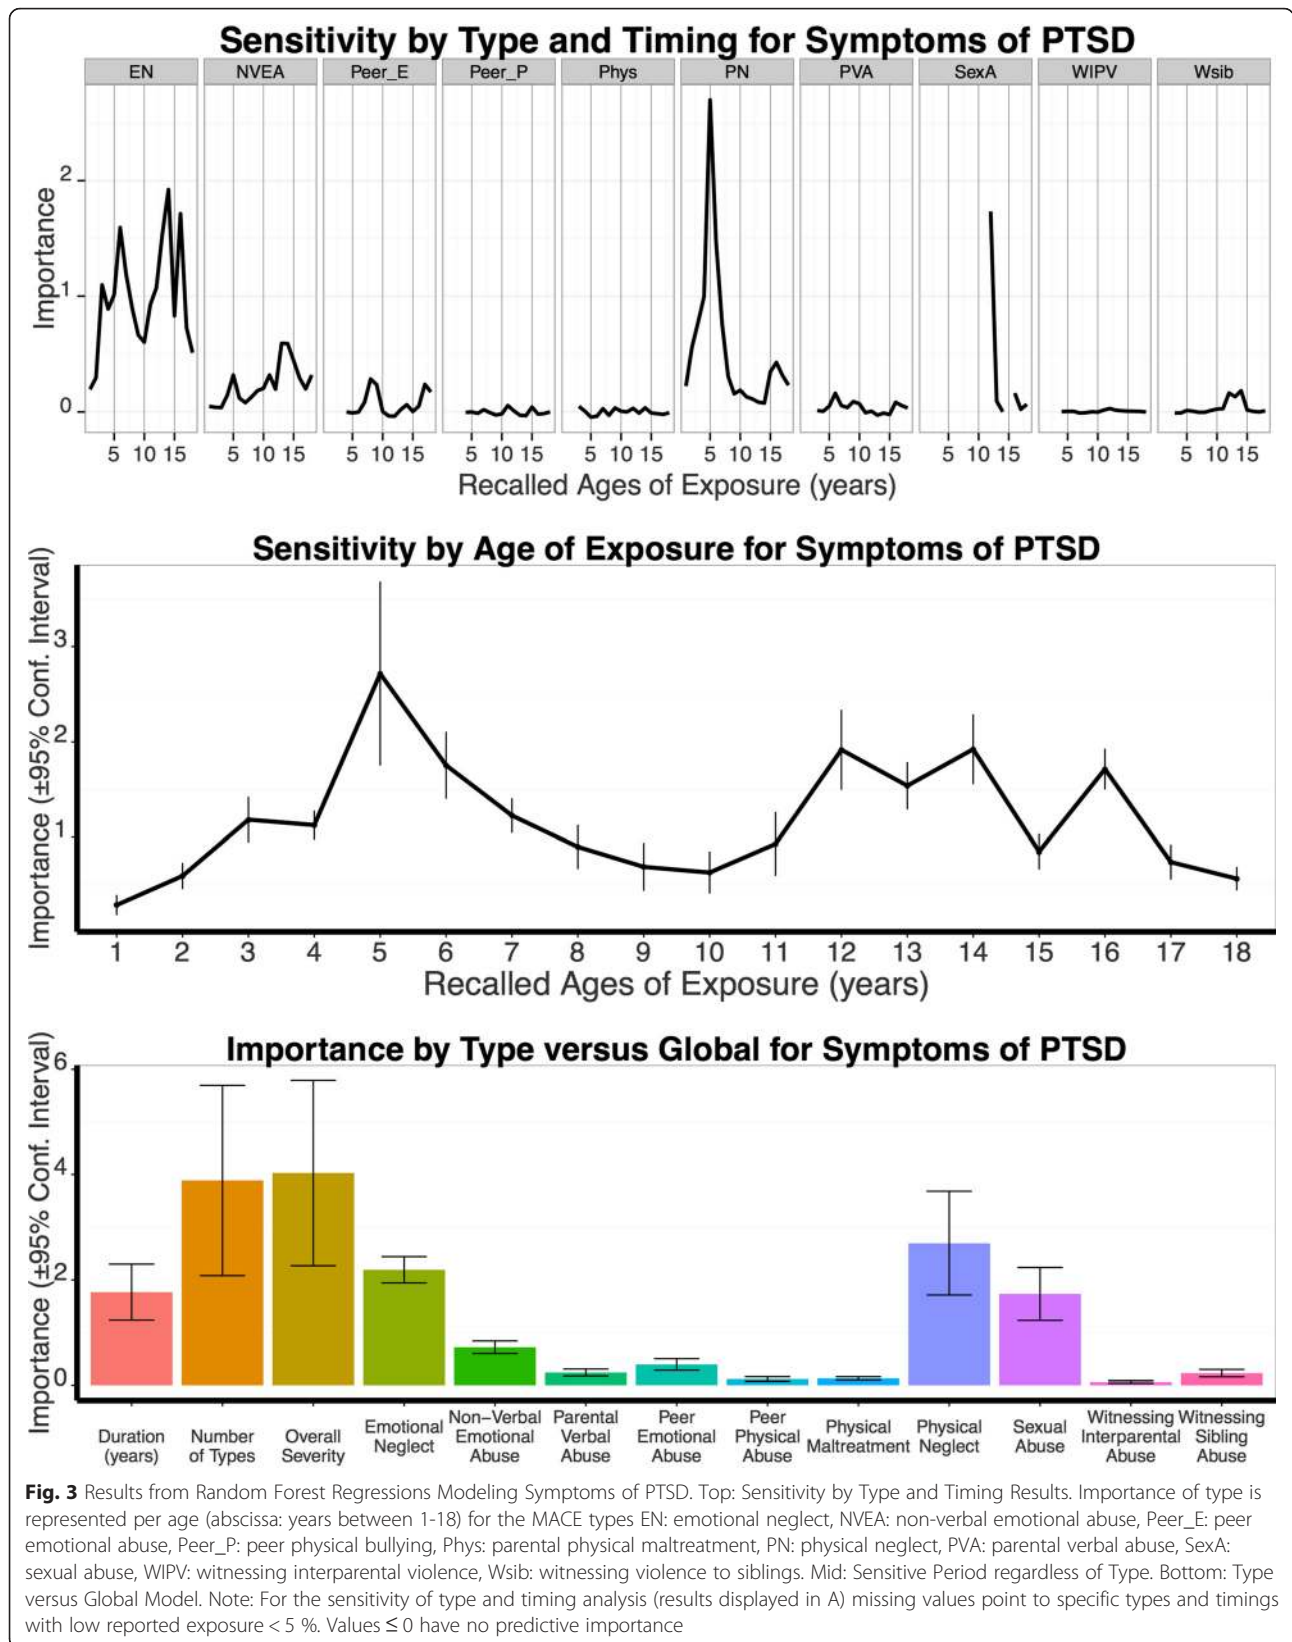 Sensitivity by Type and Timing for Symptoms of PTSD
EN NVEA Peer_E Peer_P Phys PN PVA SexA WIPV Wsib
Importance
2
1
0
5 10 15 5 10 15 5 10 15 5 10 15 5 10 15 5 10 15 5 10 15 5 10 15 5 10 15 5 10 15
Recalled Ages of Exposure (years)
Sensitivity by Age of Exposure for Symptoms of PTSD
Importance (±95% Conf. Interval)
3
2
1
1 2 3 4 5 6 7 8 9 10 11 12 13 14 15 16 17 18
Recalled Ages of Exposure (years)
Importance by Type versus Global for Symptoms of PTSD
Importance (±95% Conf. Interval)
6
4
2
0
Duration (years)
Number of Types
Overall Severity
Emotional Neglect
Non-Verbal Emotional Abuse
Parental Verbal Abuse
Peer Emotional Abuse
Peer Physical Abuse
Physical Maltreatment
Physical Neglect
Sexual Abuse
Witnessing Interparental Abuse
Witnessing Sibling Abuse
Fig. 3 Results from Random Forest Regressions Modeling Symptoms of PTSD. Top: Sensitivity by Type and Timing Results. Importance of type is
represented per age (abscissa: years between 1-18) for the MACE types EN: emotional neglect, NVEA: non-verbal emotional abuse, Peer_E: peer
emotional abuse, Peer_P: peer physical bullying, Phys: parental physical maltreatment, PN: physical neglect, PVA: parental verbal abuse, SexA:
sexual abuse, WIPV: witnessing interparental violence, Wsib: witnessing violence to siblings. Mid: Sensitive Period regardless of Type. Bottom: Type
versus Global Model. Note: For the sensitivity of type and timing analysis (results displayed in A) missing values point to specific types and timings
with low reported exposure < 5 %. Values ≤ 0 have no predictive importance